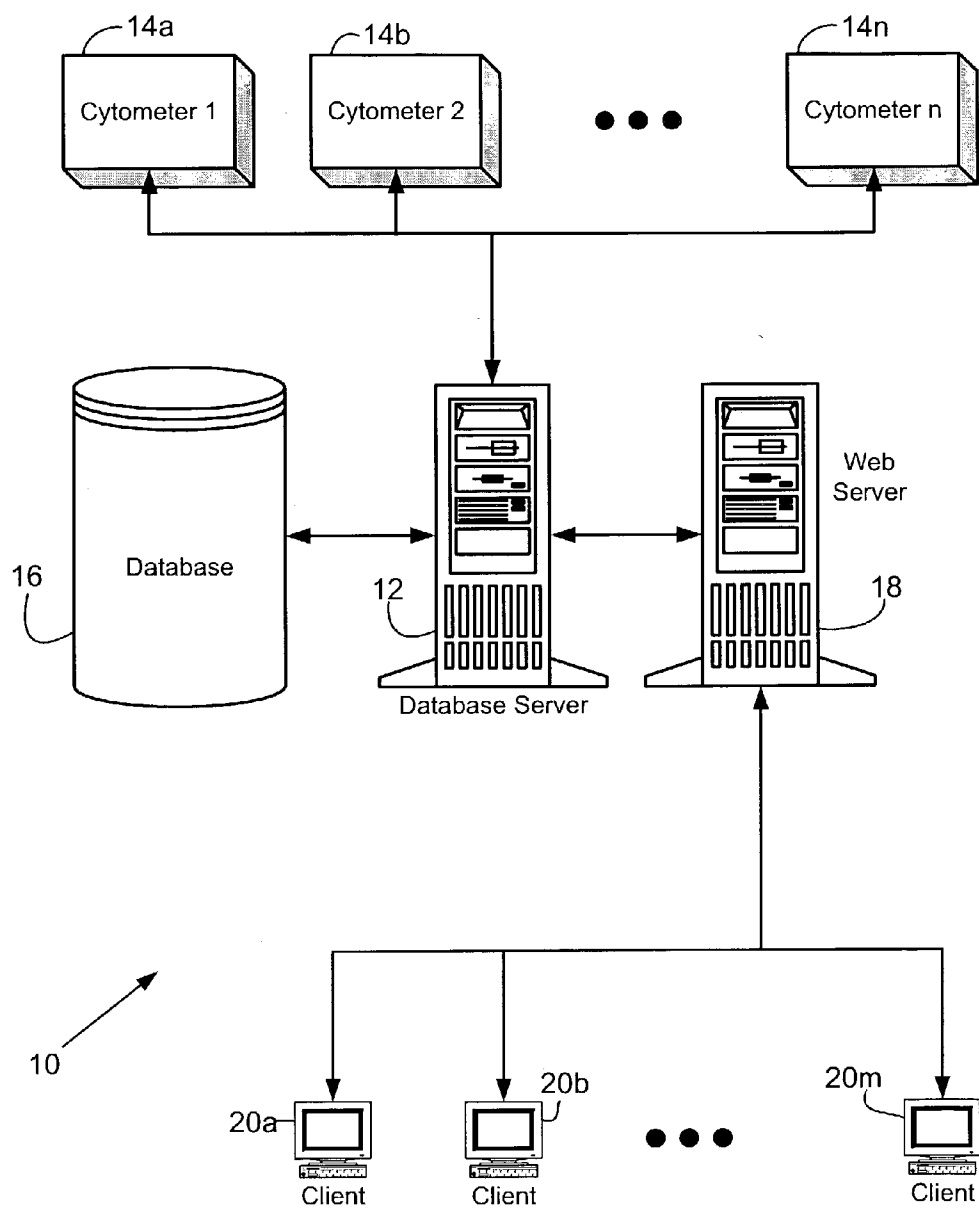 14a
14b
14n
Cytometer 1
Cytometer 2
Cytometer n
Web
Server
Database
16
12
18
Database Server
10
20a
20b
20m
Client
Client
Client